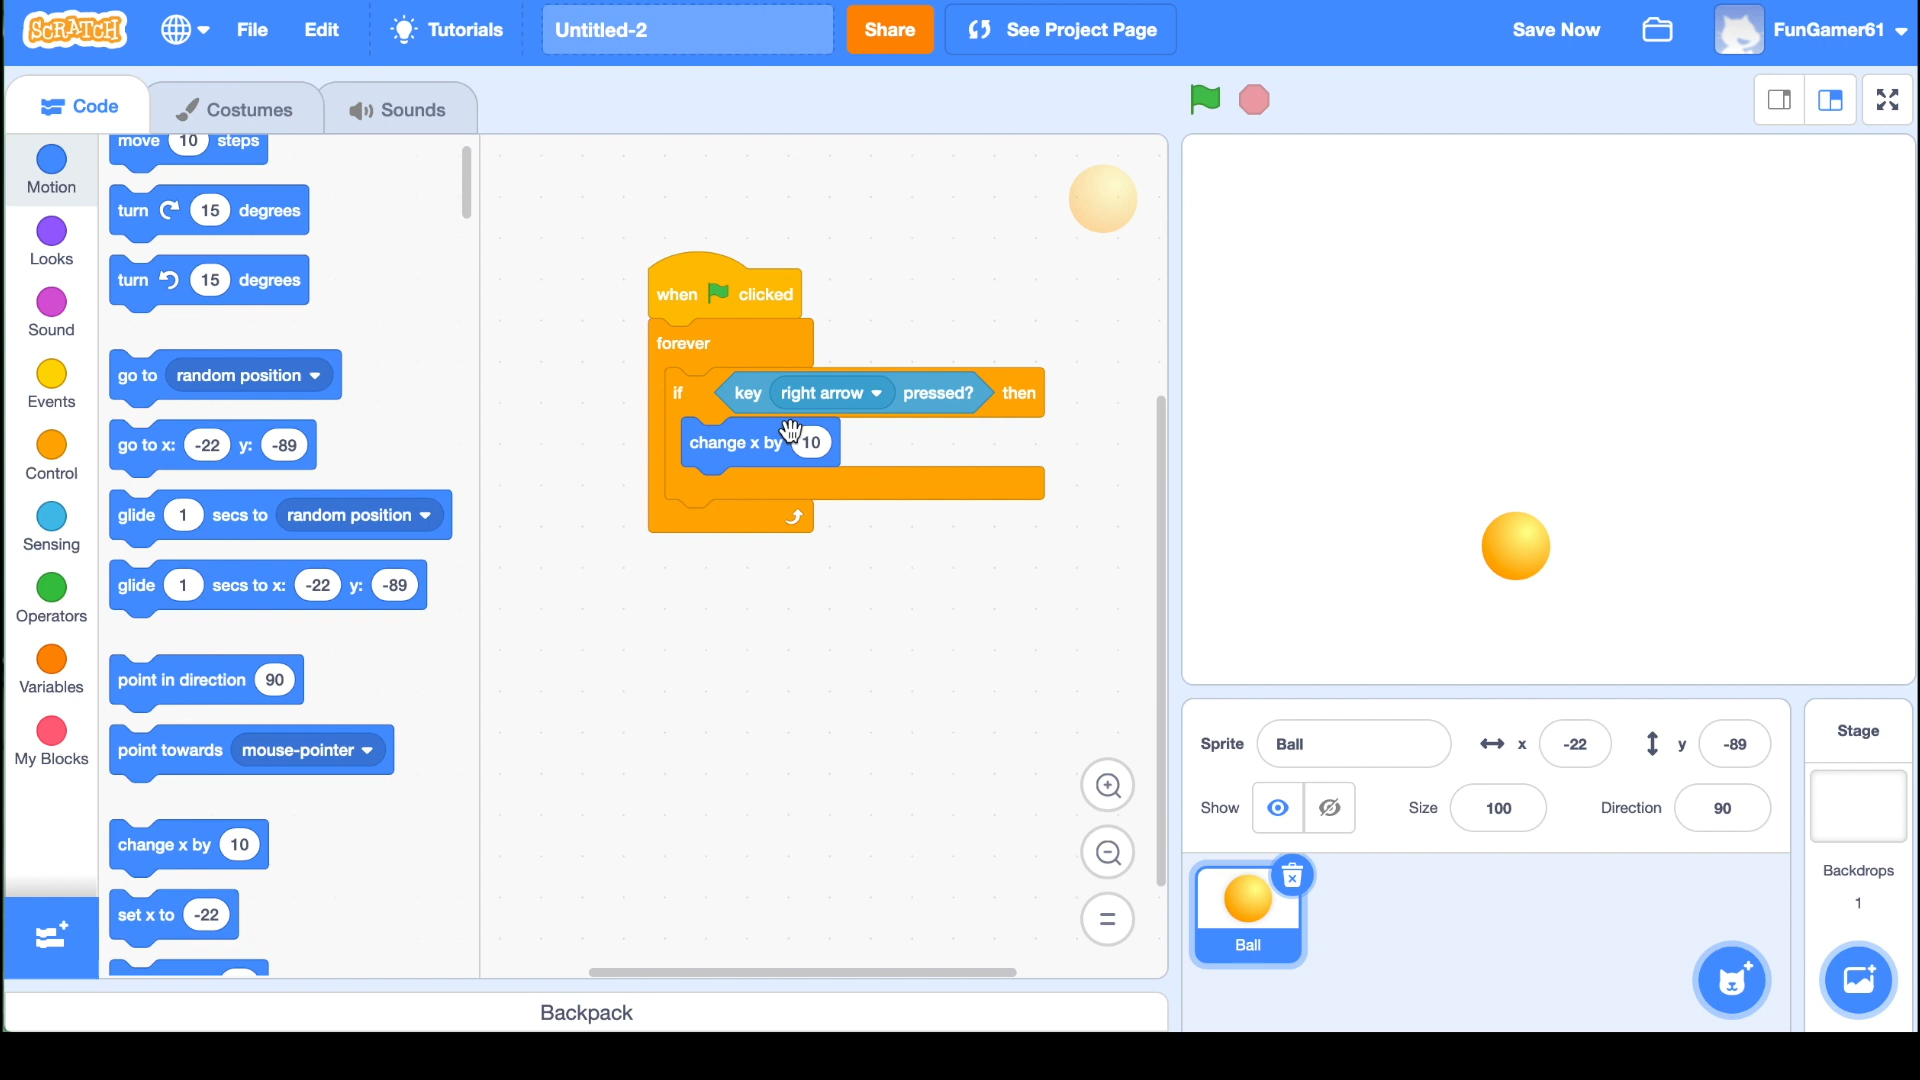 SCRATCH File Edit Tutorials Untitled-2 Share See Project Page Save Now FunGamer61
Code Costumes Sounds
Motion
Looks
Sound
Events
Control
Sensing
Operators
Variables
My Blocks
move 10 steps
turn 15 degrees
turn 15 degrees
go to random position
go to x: -22 y: -89
glide 1 secs to random position
glide 1 secs to x: -22 y: -89
point in direction 90
point towards mouse-pointer
change x by 10
set x to -22
when clicked
forever
if key right arrow pressed? then
change x by 10
Sprite Ball x -22 y -89
Show Size 100 Direction 90
Ball
Stage
Backdrops
1
Backpack